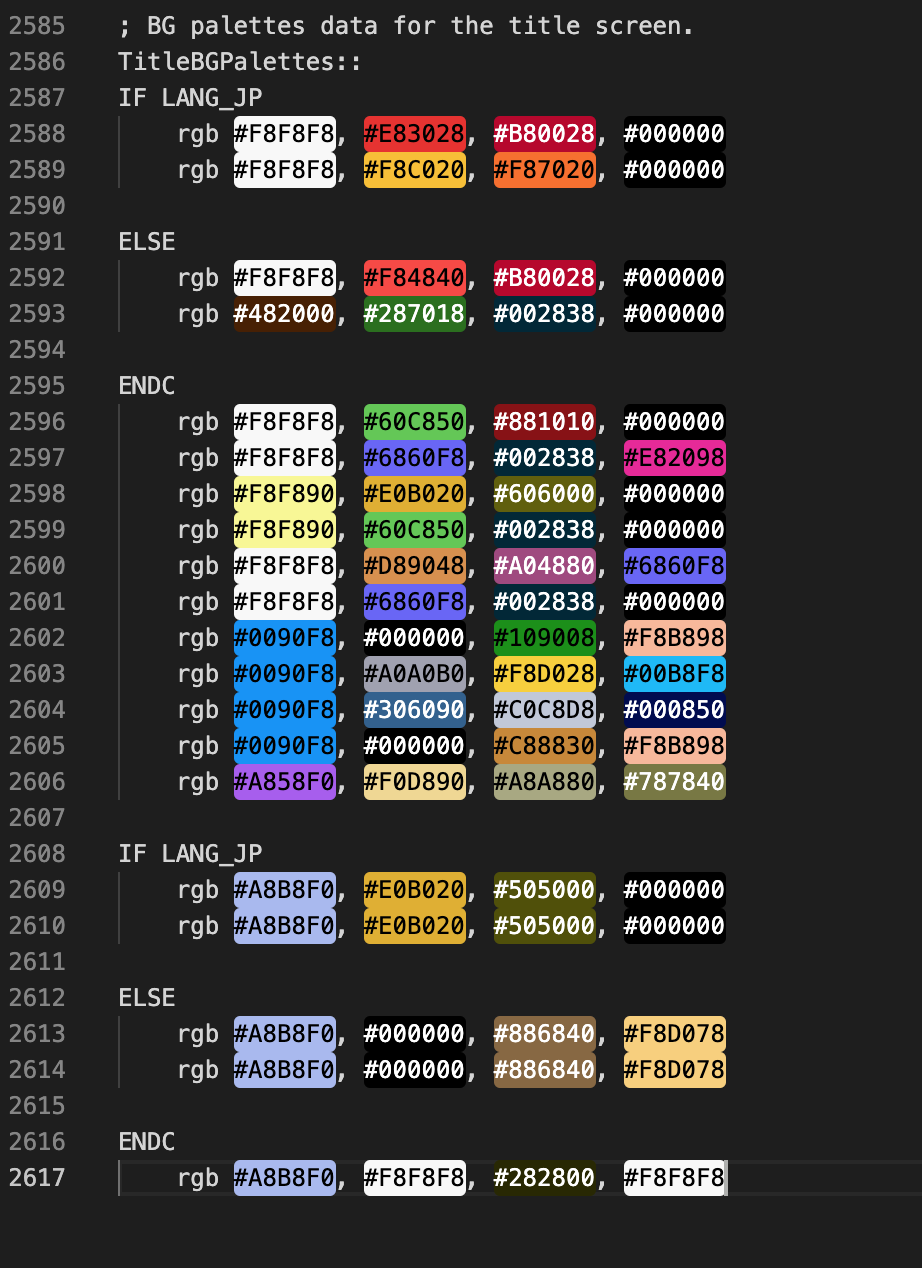 2585 ; BG palettes data for the title screen.
2586 TitleBGPalettes::
2587 IF LANG_JP
2588 rgb #F8F8F8, #E83028, #B80028, #000000
2589 rgb #F8F8F8, #F8C020, #F87020, #000000
2590
2591 ELSE
2592 rgb #F8F8F8, #F84840, #B80028, #000000
2593 rgb #482000, #287018, #002838, #000000
2594
2595 ENDC
2596 rgb #F8F8F8, #60C850, #881010, #000000
2597 rgb #F8F8F8, #6860F8, #002838, #E82098
2598 rgb #F8F890, #E0B020, #606000, #000000
2599 rgb #F8F890, #60C850, #002838, #000000
2600 rgb #F8F8F8, #D89048, #A04880, #6860F8
2601 rgb #F8F8F8, #6860F8, #002838, #000000
2602 rgb #0090F8, #000000, #109008, #F8B898
2603 rgb #0090F8, #A0A0B0, #F8D028, #00B8F8
2604 rgb #0090F8, #306090, #C0C8D8, #000850
2605 rgb #0090F8, #000000, #C88830, #F8B898
2606 rgb #A858F0, #F0D890, #A8A880, #787840
2607
2608 IF LANG_JP
2609 rgb #A8B8F0, #E0B020, #505000, #000000
2610 rgb #A8B8F0, #E0B020, #505000, #000000
2611
2612 ELSE
2613 rgb #A8B8F0, #000000, #886840, #F8D078
2614 rgb #A8B8F0, #000000, #886840, #F8D078
2615
2616 ENDC
2617 rgb #A8B8F0, #F8F8F8, #282800, #F8F8F8